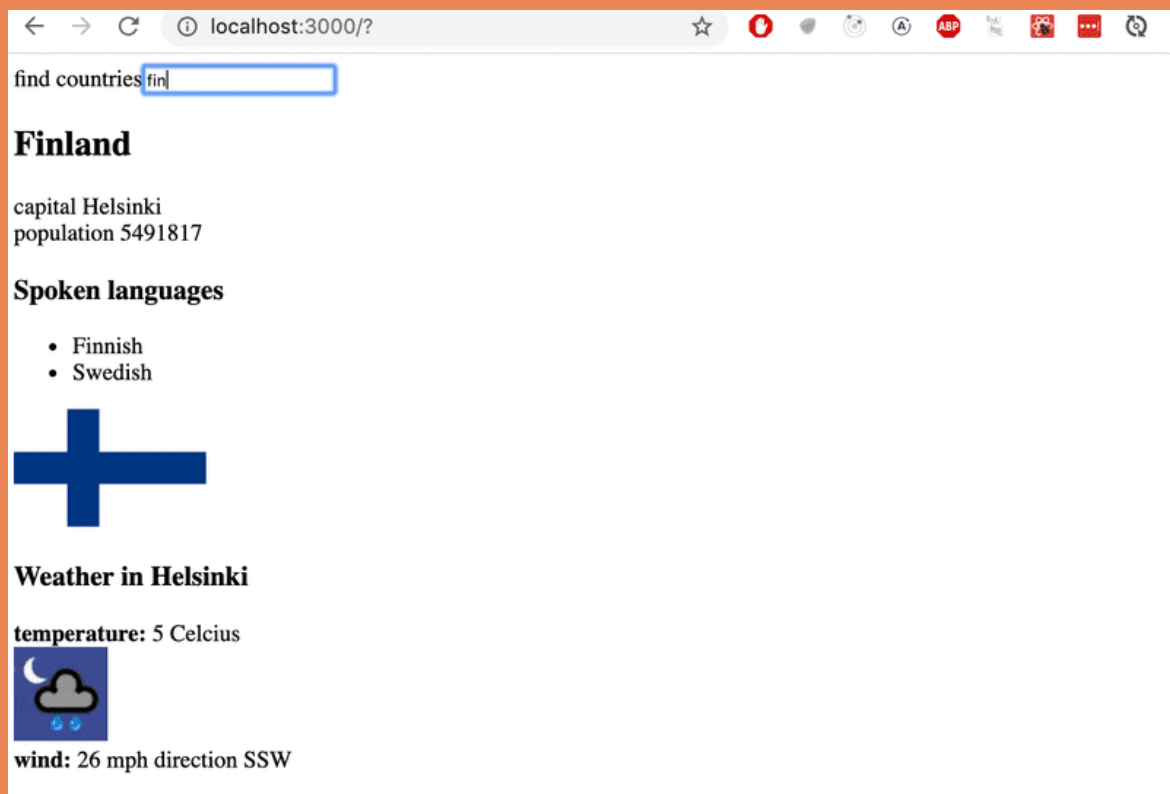 localhost:3000/?
A
ABP
find countries fin
Finland
capital Helsinki
population 5491817
Spoken languages
Finnish
Swedish
Weather in Helsinki
temperature: 5 Celcius
wind: 26 mph direction SSW